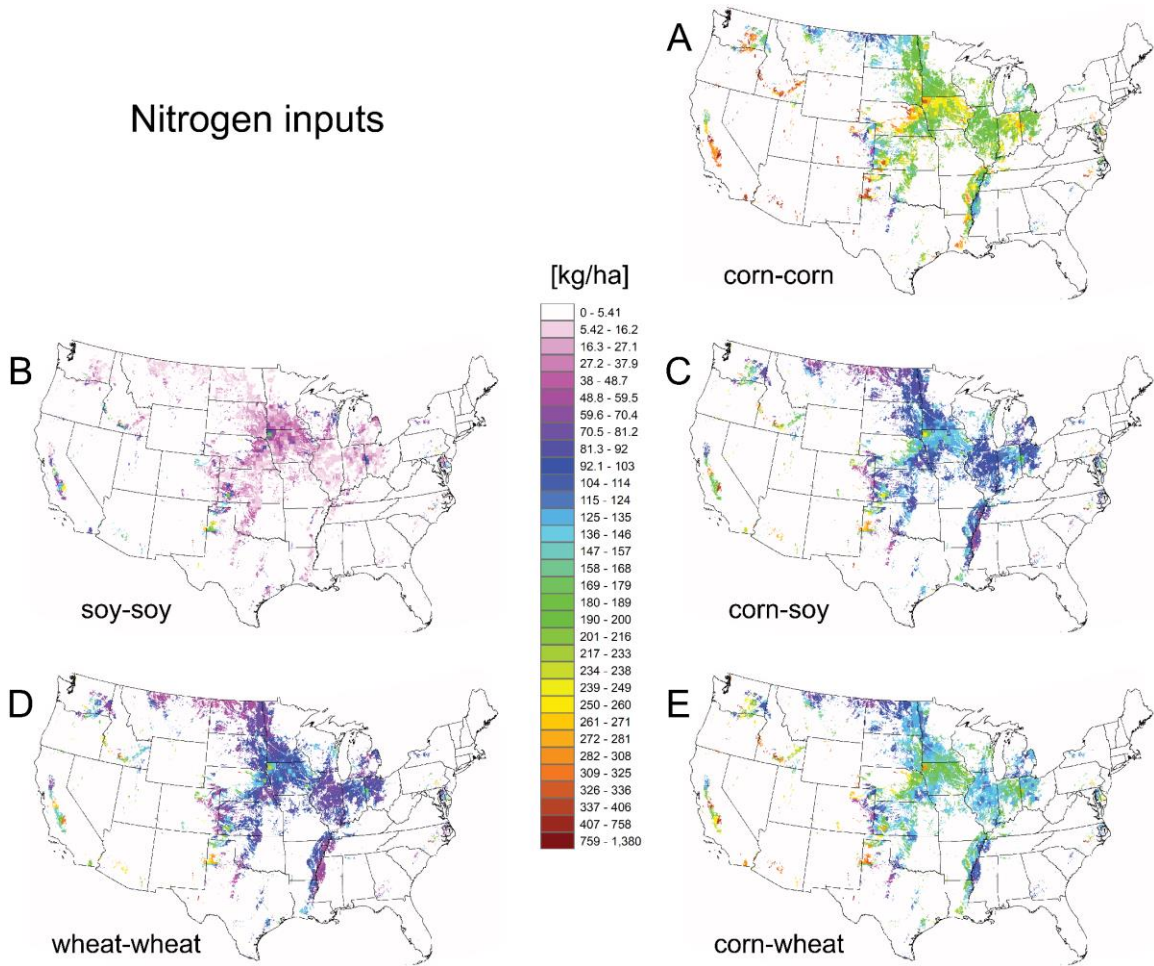 A
Nitrogen inputs
corn-corn
[kg/ha]
0 - 5.41
5.42 - 16.2
16.3 - 27.1
27.2 - 37.9
38 - 48.7
48.8 - 59.5
59.6 - 70.4
70.5 - 81.2
81.3 - 92
92.1 - 103
104 - 114
115 - 124
125 - 135
136 - 146
147 - 157
158 - 168
169 - 179
180 - 189
190 - 200
201 - 216
217 - 233
234 - 238
239 - 249
250 - 260
261 - 271
272 - 281
282 - 308
309 - 325
326 - 336
337 - 406
407 - 758
759 - 1,380
B
soy-soy
C
corn-soy
D
wheat-wheat
E
corn-wheat